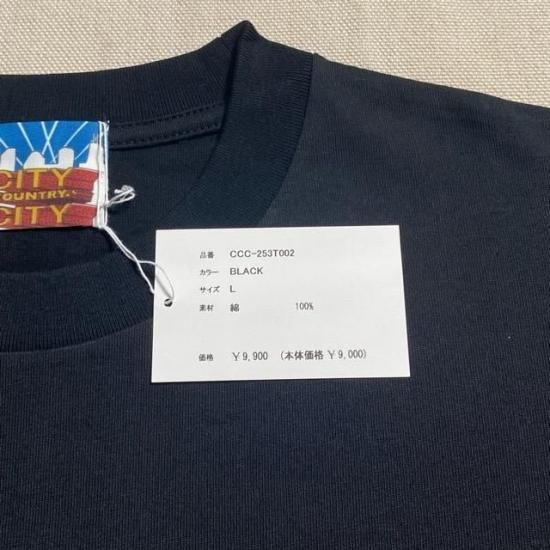 CITY
COUNTRY
CITY
品番 CCC-253T002
カラー BLACK
サイズ L
素材 綿 100%
価格 ￥9,900 (本体価格 ￥9,000)